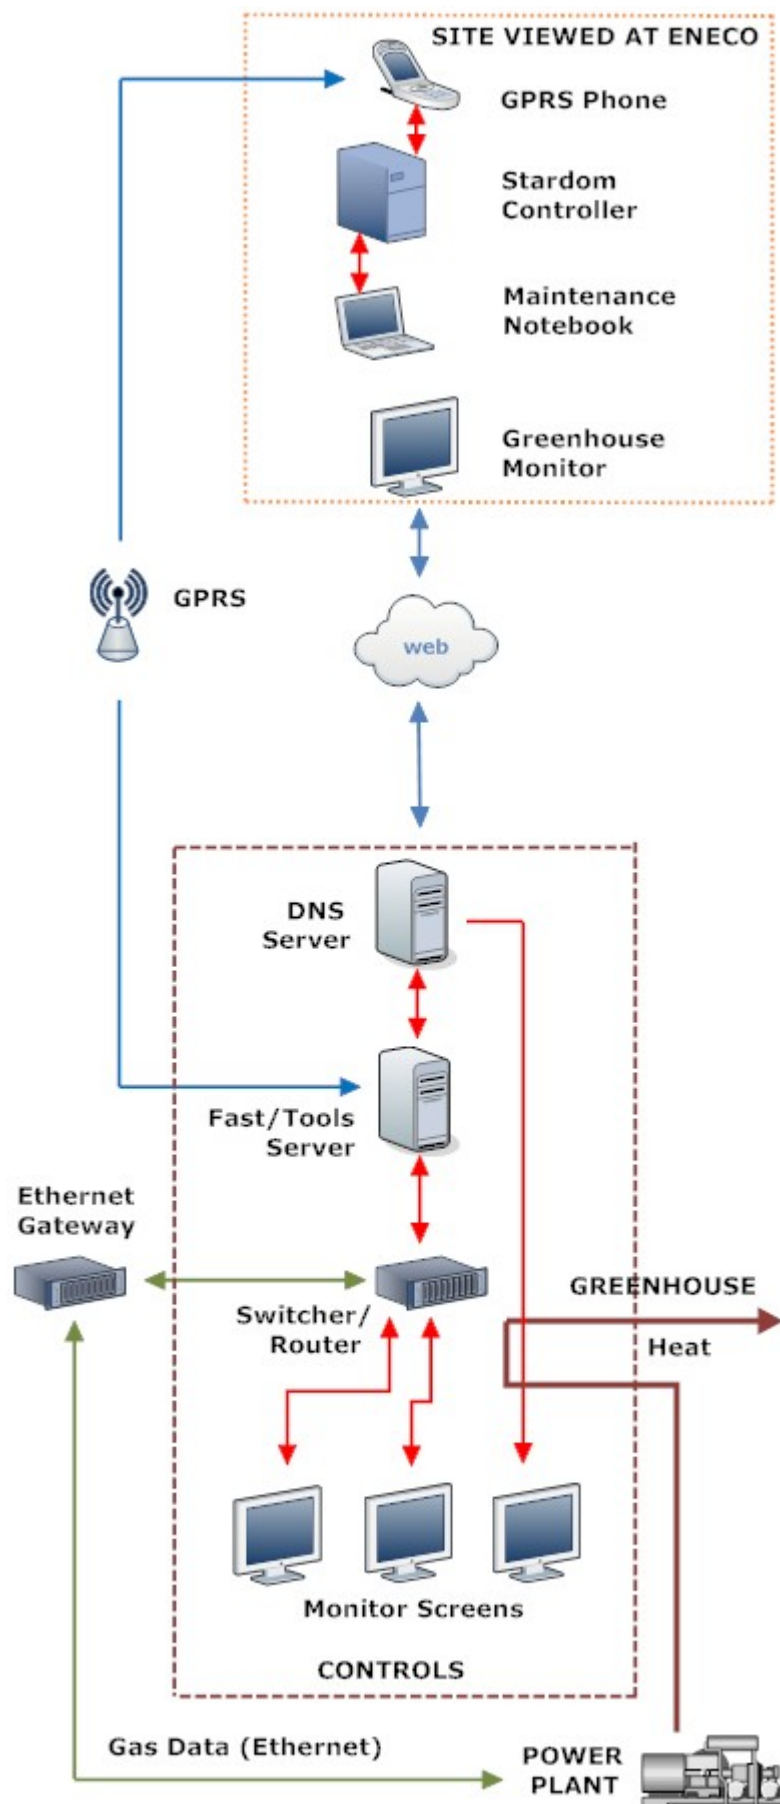 SITE VIEWED AT ENECO
GPRS Phone
Stardom
Controller
Maintenance
Notebook
Greenhouse
Monitor
GPRS
web
DNS
Server
Fast/Tools
Server
Ethernet
Gateway
Switcher/
Router
GREENHOUSE
Heat
Monitor Screens
CONTROLS
Gas Data (Ethernet)
POWER
PLANT